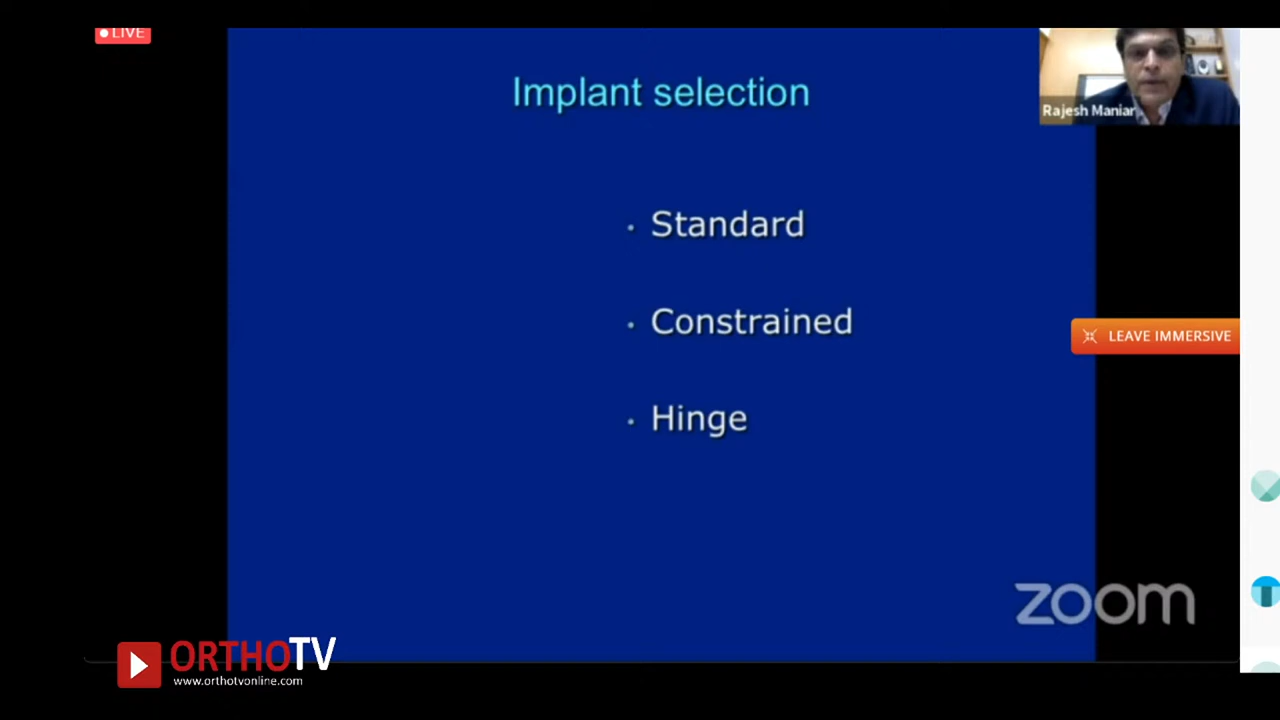 LIVE
Implant selection
Rajesh Maniar
• Standard
• Constrained
LEAVE IMMERSIVE
• Hinge
zoom
ORTHOTV
www.orthotvonline.com
T